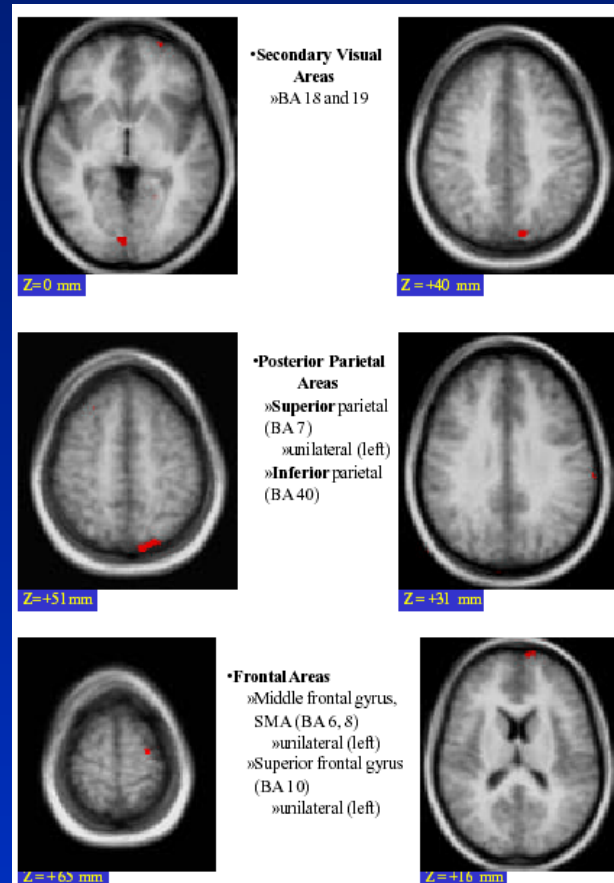 •Secondary Visual
Areas
»BA 18 and 19
Z=0 mm
Z = +40 mm
•Posterior Parietal
Areas
»Superior parietal
(BA 7)
»unilateral (left)
»Inferior parietal
(BA 40)
Z=+51 mm
Z= +31 mm
•Frontal Areas
»Middle frontal gyrus,
SMA (BA 6, 8)
»unilateral (left)
»Superior frontal gyrus
(BA 10)
»unilateral (left)
Z= +65 mm
Z=+16 mm